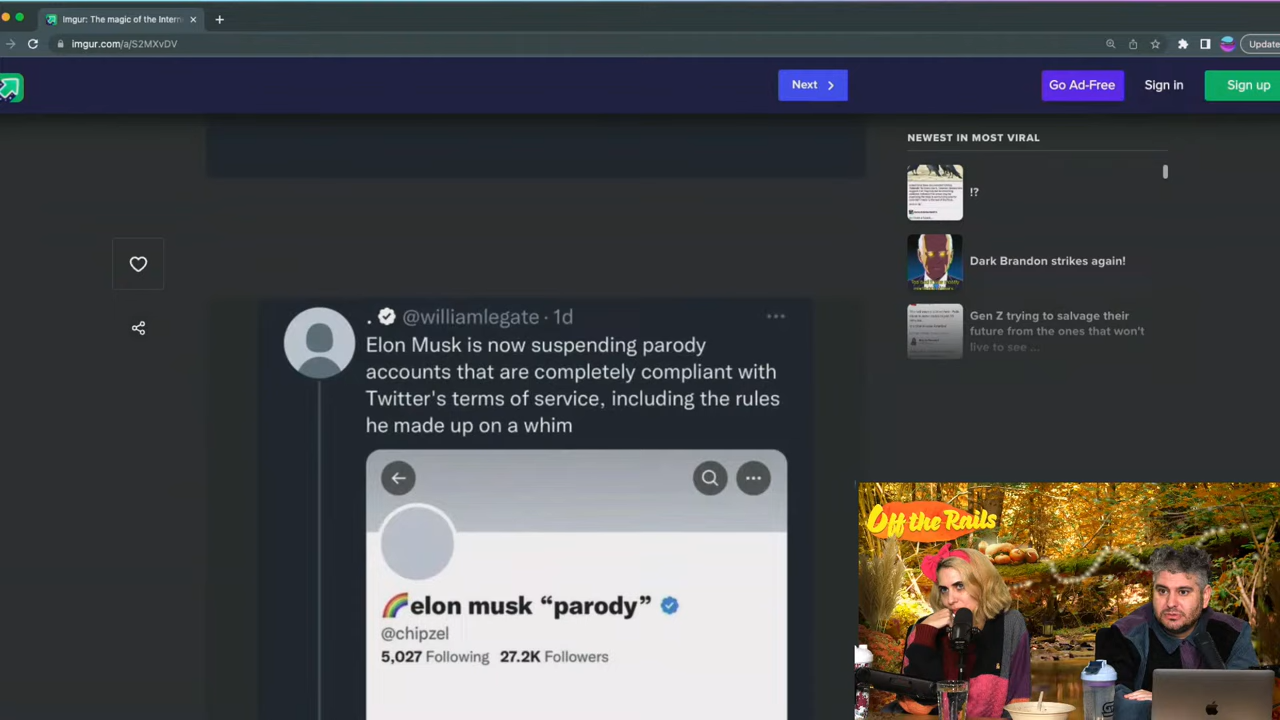 Imgur: The magic of the Intern
imgur.com/a/S2MXvDV
Update
Next
Go Ad-Free
Sign in
Sign up
NEWEST IN MOST VIRAL
!?
Dark Brandon strikes again!
Gen Z trying to salvage their
future from the ones that won't
live to see ...
. @williamlegate · 1d
Elon Musk is now suspending parody
accounts that are completely compliant with
Twitter's terms of service, including the rules
he made up on a whim
🌈elon musk “parody”
@chipzel
5,027 Following 27.2K Followers
Off the Rails